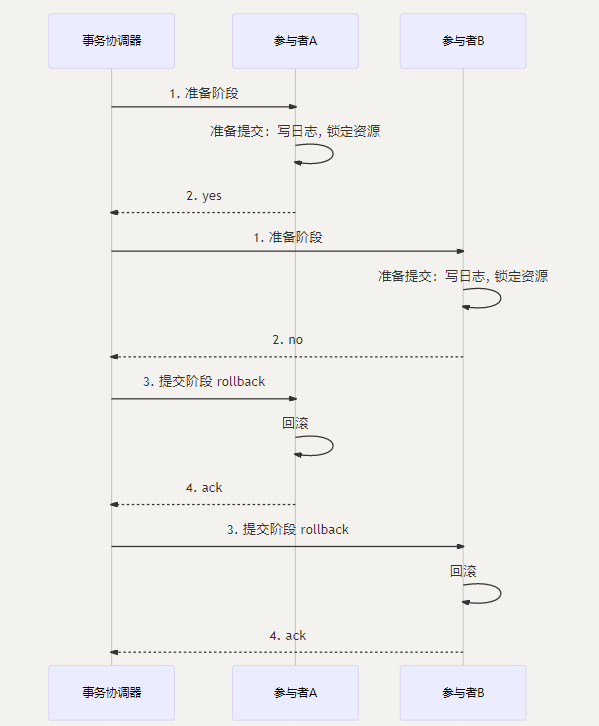 事务协调器
参与者A
参与者B
1. 准备阶段
准备提交：写日志, 锁定资源
2. yes
1. 准备阶段
准备提交：写日志, 锁定资源
2. no
3. 提交阶段 rollback
回滚
4. ack
3. 提交阶段 rollback
回滚
4. ack
事务协调器
参与者A
参与者B